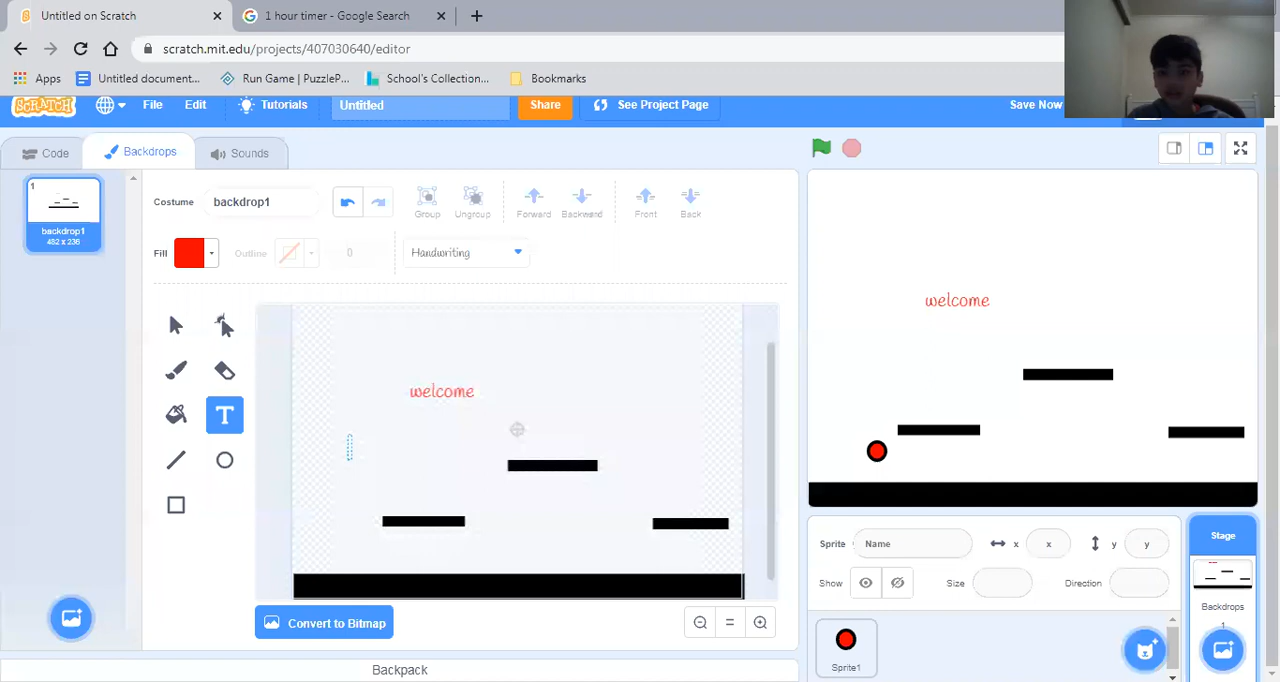 Untitled on Scratch
1 hour timer - Google Search
scratch.mit.edu/projects/407030640/editor
Apps
Untitled document...
Run Game | PuzzleP...
School's Collection...
Bookmarks
SCRATCH
File
Edit
Tutorials
Untitled
Share
See Project Page
Save Now
Code
Backdrops
Sounds
1
backdrop1
482 x 236
Costume
backdrop1
Group
Ungroup
Forward
Backward
Front
Back
Fill
Outline
0
Handwriting
T
welcome
Convert to Bitmap
Backpack
welcome
Sprite
Name
x
x
y
y
Show
Size
Direction
Sprite1
Stage
Backdrops
1